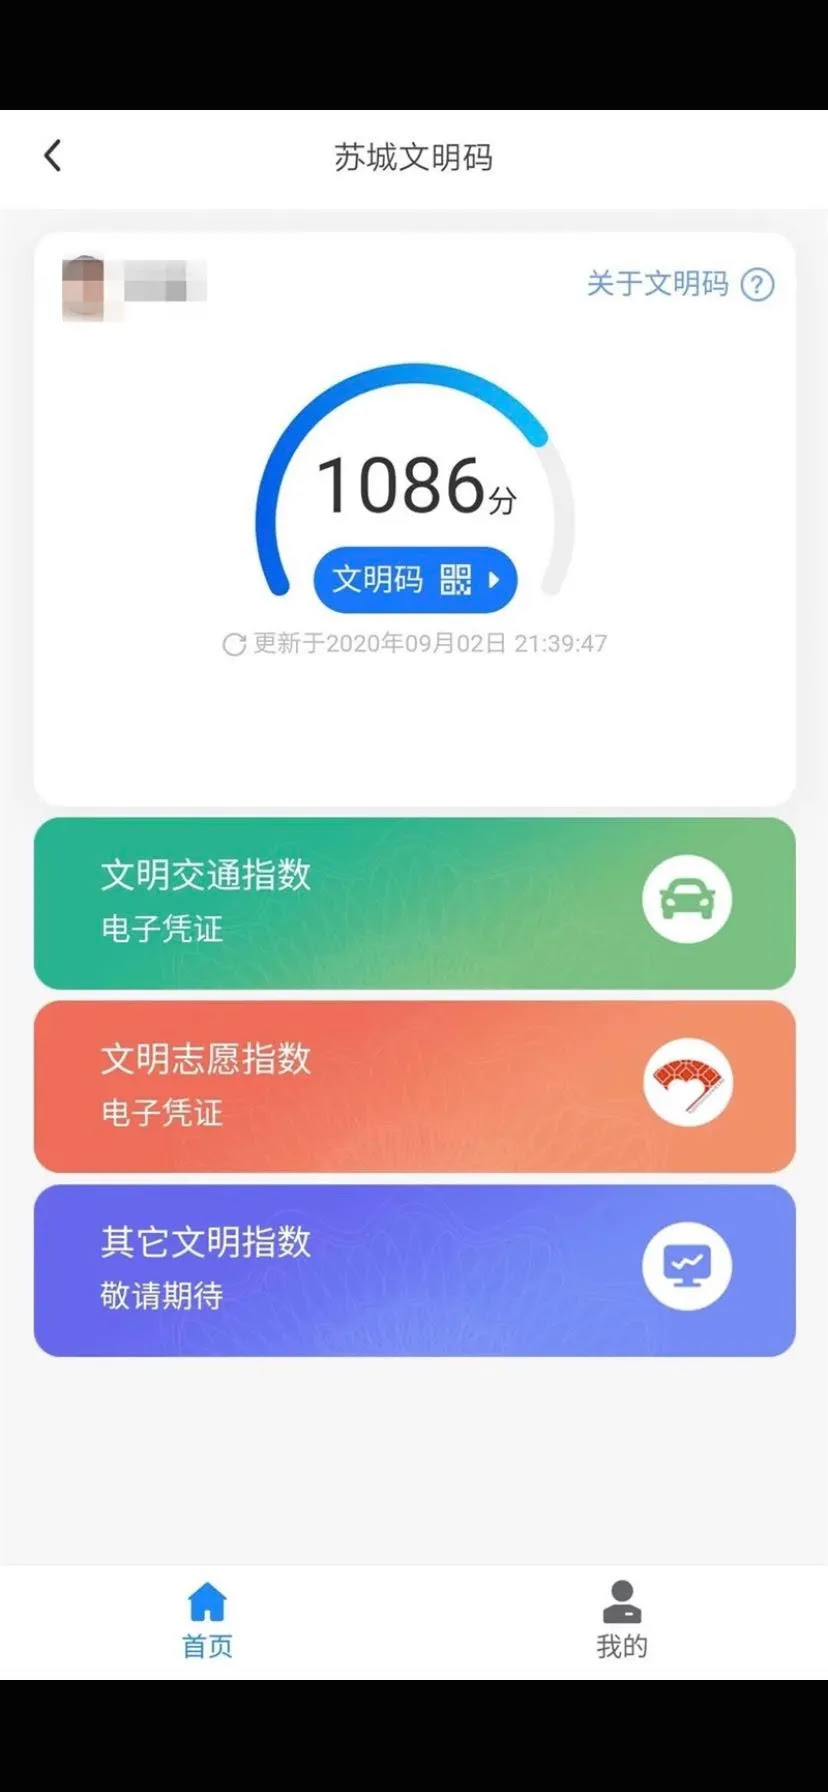 苏城文明码
关于文明码 ?
1086分
文明码
更新于2020年09月02日 21:39:47
文明交通指数
电子凭证
文明志愿指数
电子凭证
其它文明指数
敬请期待
首页
我的